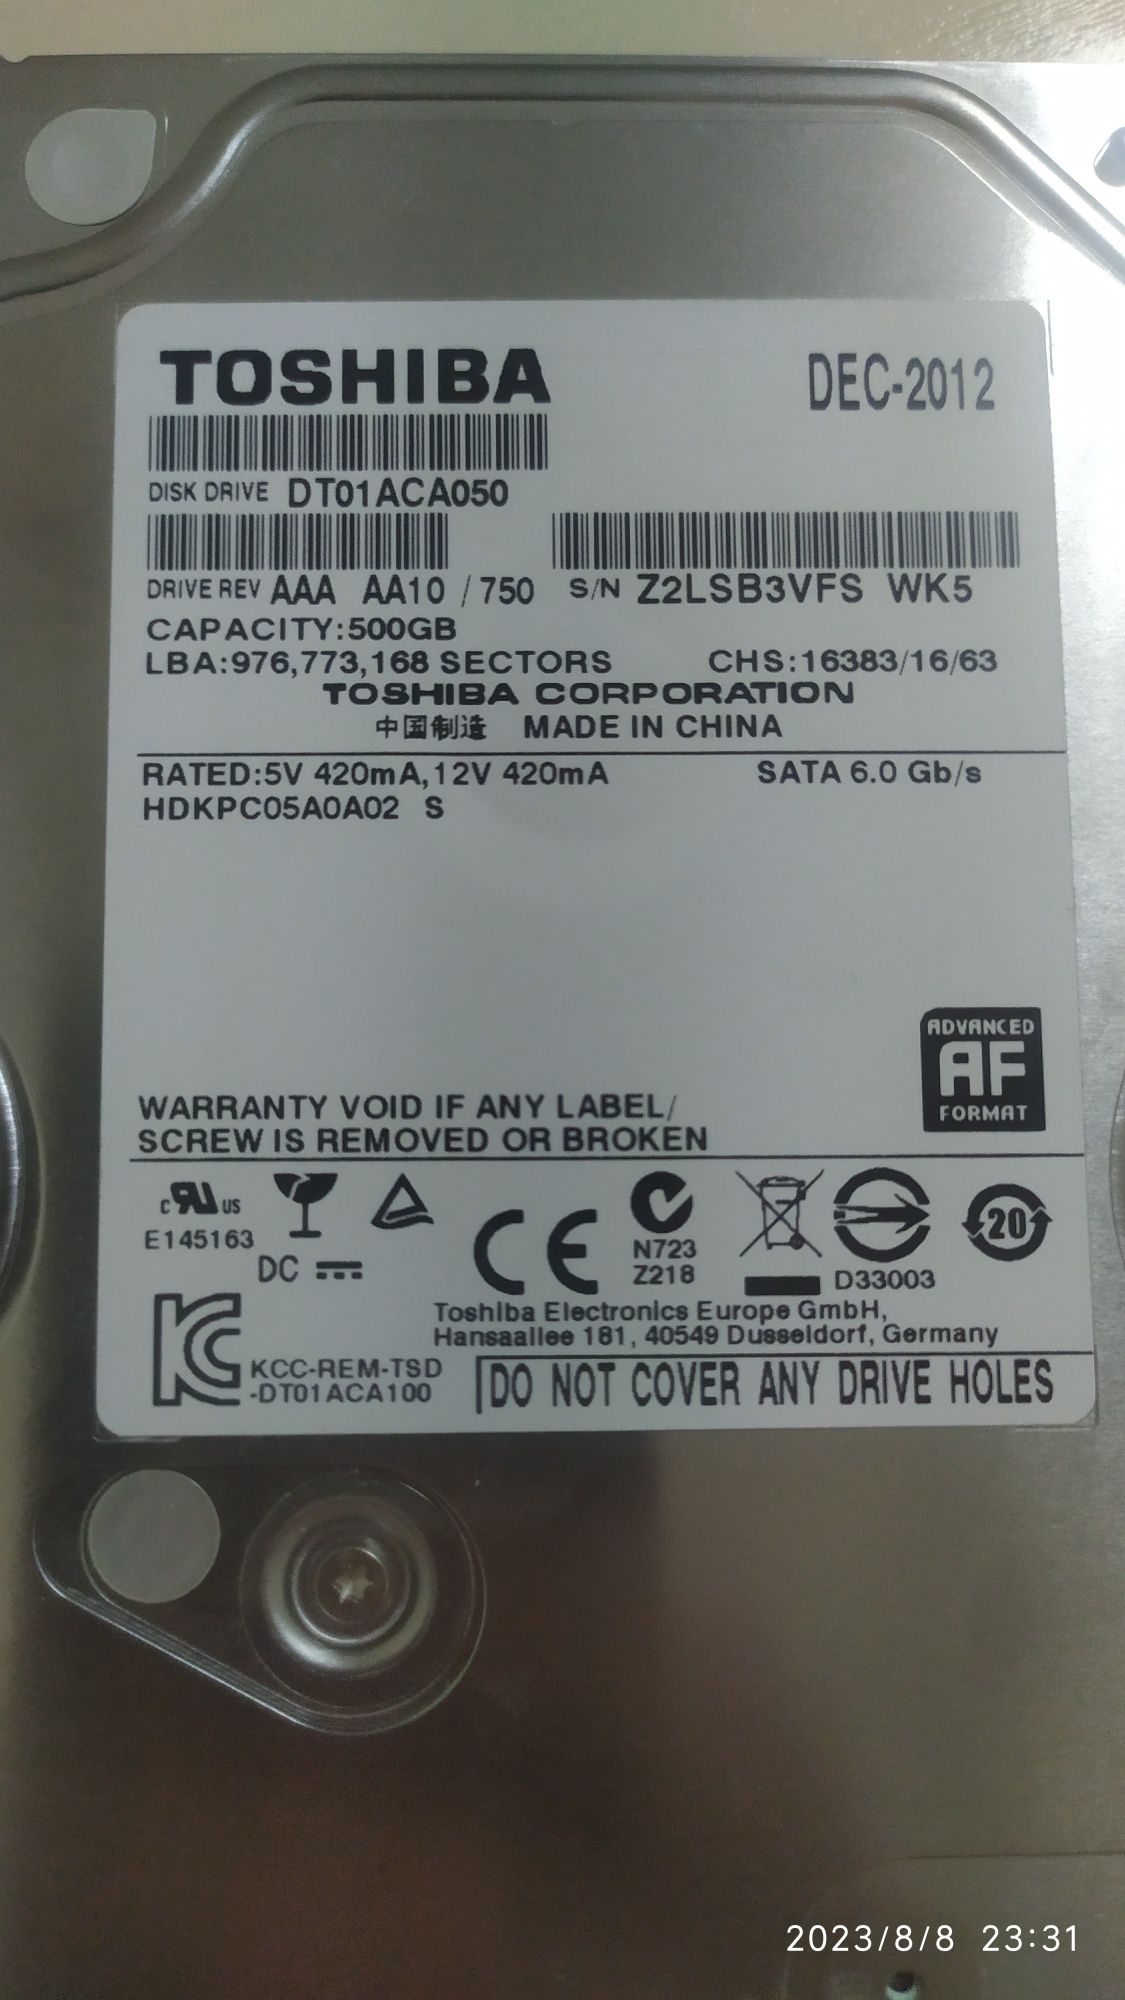 TOSHIBA
DEC-2012
DISK DRIVE DT01ACA050
DRIVE REV AAA AA10 / 750 S/N Z2LSB3VFS WK5
CAPACITY:500GB
LBA:976,773,168 SECTORS CHS:16383/16/63
TOSHIBA CORPORATION
中国制造 MADE IN CHINA
RATED:5V 420mA,12V 420mA SATA 6.0 Gb/s
HDKPC05A0A02 S
ADVANCED
AF
FORMAT
WARRANTY VOID IF ANY LABEL/
SCREW IS REMOVED OR BROKEN
c RU US
E145163
DC
CE
N723
Z218
D33003
20
Toshiba Electronics Europe GmbH,
Hansaallee 181, 40549 Dusseldorf, Germany
KC
KCC-REM-TSD
-DT01ACA100
DO NOT COVER ANY DRIVE HOLES
2023/8/8 23:31